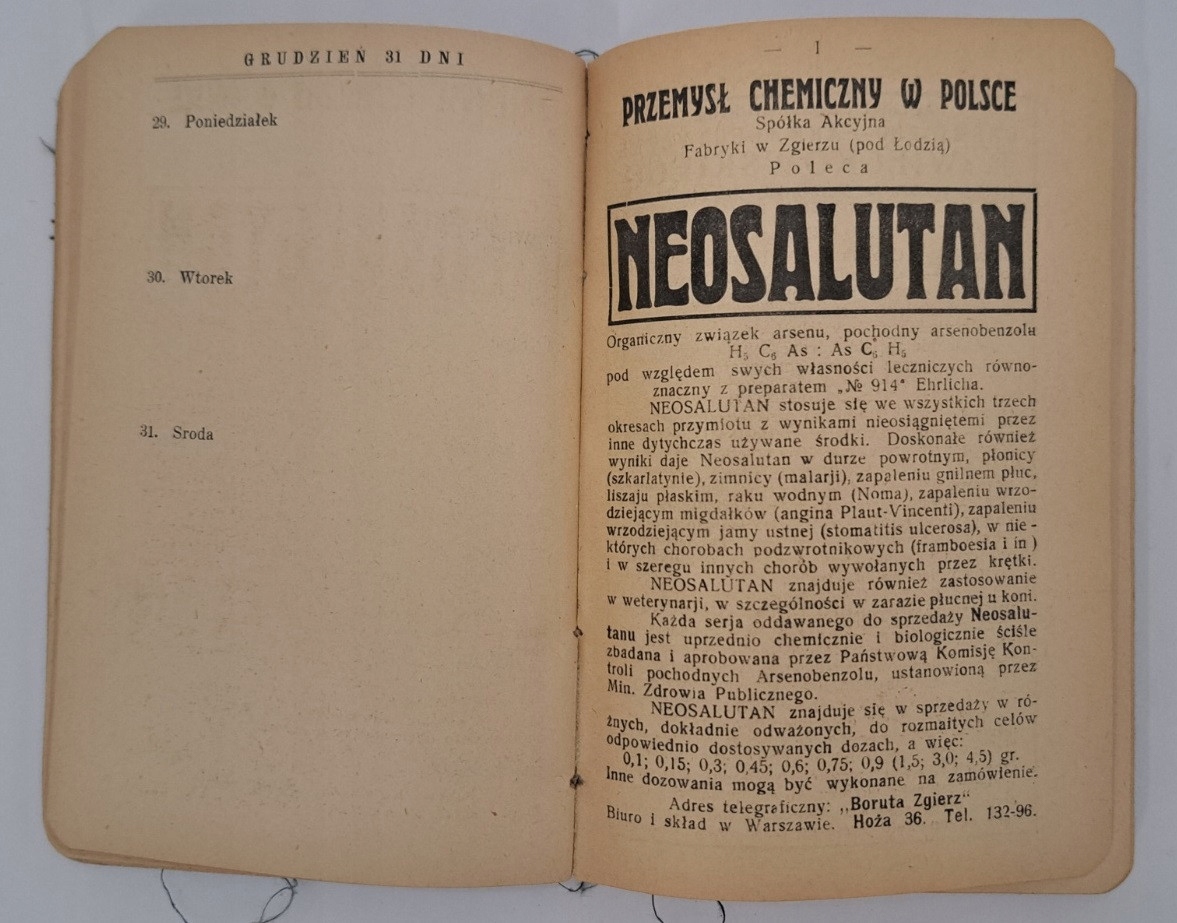 GRUDZIEŃ 31 DNI
29. Poniedziałek
30. Wtorek
31. Sroda
— I —
PRZEMYSŁ CHEMICZNY W POLSCE
Spółka Akcyjna
Fabryki w Zgierzu (pod Łodzią)
Poleca
NEOSALUTAN
Organiczny związek arsenu, pochodny arsenobenzolu
H₅ C₆ As : As C₆ H₅
pod względem swych własności leczniczych równo-
znaczny z preparatem „№ 914" Ehrlicha.
NEOSALUTAN stosuje się we wszystkich trzech
okresach przymiotu z wynikami nieosiągniętemi przez
inne dytychczas używane środki. Doskonałe również
wyniki daje Neosalutan w durze powrotnym, płonicy
(szkarlatynie), zimnicy (malarji), zapaleniu gnilnem płuc,
liszaju płaskim, raku wodnym (Noma), zapaleniu wrzo-
dziejącym migdałków (angina Plaut-Vincenti), zapaleniu
wrzodziejącym jamy ustnej (stomatitis ulcerosa), w nie-
których chorobach podzwrotnikowych (framboesia i in)
i w szeregu innych chorób wywołanych przez krętki.
NEOSALUTAN znajduje również zastosowanie
w weterynarji, w szczególności w zarazie płucnej u koni.
Każda serja oddawanego do sprzedaży Neosalu-
tanu jest uprzednio chemicznie i biologicznie ściśle
zbadana i aprobowana przez Państwową Komisję Kon-
troli pochodnych Arsenobenzolu, ustanowioną przez
Min. Zdrowia Publicznego.
NEOSALUTAN znajduje się w sprzedaży w ró-
żnych, dokładnie odważonych, do rozmaitych celów
odpowiednio dostosywanych dozach, a więc:
0,1; 0,15; 0,3; 0,45; 0,6; 0,75; 0,9 (1,5; 3,0; 4,5) gr.
Inne dozowania mogą być wykonane na zamówienie.
Adres telegraficzny: „Boruta Zgierz"
Biuro i skład w Warszawie. Hoża 36. Tel. 132-96.